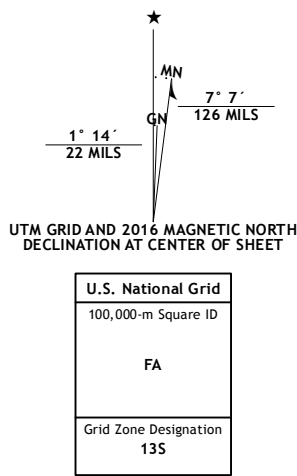 ★
MN
GN
7° 7´
126 MILS
1° 14´
22 MILS
UTM GRID AND 2016 MAGNETIC NORTH
DECLINATION AT CENTER OF SHEET
U.S. National Grid
100,000-m Square ID
FA
Grid Zone Designation
13S